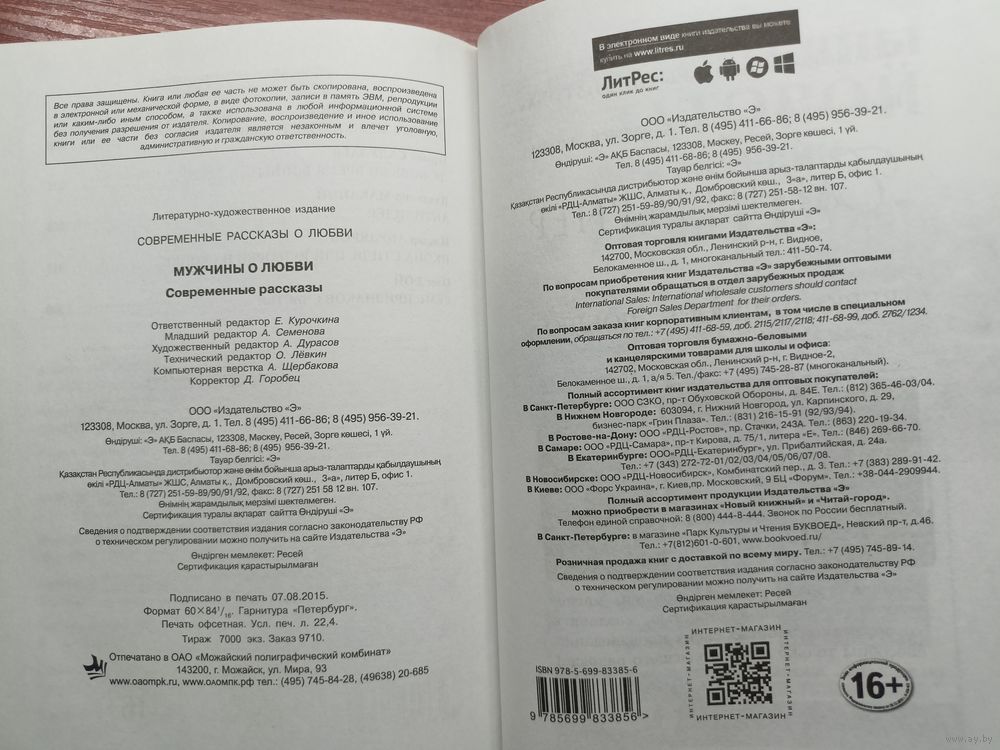 Все права защищены. Книга или любая ее часть не может быть скопирована, воспроизведена
в электронной или механической форме, в виде фотокопии, записи в память ЭВМ, репродукции
или каким-либо иным способом, а также использована в любой информационной системе
без получения разрешения от издателя. Копирование, воспроизведение и иное использование
книги или ее части без согласия издателя является незаконным и влечет уголовную,
административную и гражданскую ответственность.
Литературно-художественное издание
СОВРЕМЕННЫЕ РАССКАЗЫ О ЛЮБВИ
МУЖЧИНЫ О ЛЮБВИ
Современные рассказы
Ответственный редактор Е. Курочкина
Младший редактор А. Семенова
Художественный редактор А. Дурасов
Технический редактор О. Лёвкин
Компьютерная верстка А. Щербакова
Корректор Д. Горобец
ООО «Издательство «Э»
123308, Москва, ул. Зорге, д. 1. Тел. 8 (495) 411-66-86; 8 (495) 956-39-21.
Өндіруші: «Э» АҚБ Баспасы, 123308, Мәскеу, Ресей, Зорге көшесі, 1 үй.
Тел. 8 (495) 411-68-86; 8 (495) 956-39-21.
Тауар белгісі: «Э»
Қазақстан Республикасында дистрибьютор және өнім бойынша арыз-талаптарды қабылдаушының
өкілі «РДЦ-Алматы» ЖШС, Алматы қ., Домбровский көш., 3«а», литер Б, офис 1.
Тел.: 8 (727) 251-59-89/90/91/92, факс: 8 (727) 251 58 12 вн. 107.
Өнімнің жарамдылық мерзімі шектелмеген.
Сертификация туралы ақпарат сайтта Өндіруші «Э»
Сведения о подтверждении соответствия издания согласно законодательству РФ
о техническом регулировании можно получить на сайте Издательства «Э»
Өндірген мемлекет: Ресей
Сертификация қарастырылмаған
Подписано в печать 07.08.2015.
Формат 60×84¹/₁₆. Гарнитура «Петербург».
Печать офсетная. Усл. печ. л. 22,4.
Тираж 7000 экз. Заказ 9710.
Отпечатано в ОАО «Можайский полиграфический комбинат»
143200, г. Можайск, ул. Мира, 93
www.oaompk.ru, www.оаомпк.рф тел.: (495) 745-84-28, (49638) 20-685
В электронном виде книги издательства вы можете
купить на www.litres.ru
ЛитРес:
один клик до книг
ООО «Издательство «Э»
123308, Москва, ул. Зорге, д. 1. Тел. 8 (495) 411-66-86; 8 (495) 956-39-21.
Өндіруші: «Э» АҚБ Баспасы, 123308, Мәскеу, Ресей, Зорге көшесі, 1 үй.
Тел. 8 (495) 411-68-86; 8 (495) 956-39-21.
Тауар белгісі: «Э»
Қазақстан Республикасында дистрибьютор және өнім бойынша арыз-талаптарды қабылдаушының
өкілі «РДЦ-Алматы» ЖШС, Алматы қ., Домбровский көш., 3«а», литер Б, офис 1.
Тел.: 8 (727) 251-59-89/90/91/92, факс: 8 (727) 251-58-12 вн. 107.
Өнімнің жарамдылық мерзімі шектелмеген.
Сертификация туралы ақпарат сайтта Өндіруші «Э»
Оптовая торговля книгами Издательства «Э»:
142700, Московская обл., Ленинский р-н, г. Видное,
Белокаменное ш., д. 1, многоканальный тел.: 411-50-74.
По вопросам приобретения книг Издательства «Э» зарубежными оптовыми
покупателями обращаться в отдел зарубежных продаж
International Sales: International wholesale customers should contact
Foreign Sales Department for their orders.
По вопросам заказа книг корпоративным клиентам, в том числе в специальном
оформлении, обращаться по тел.: +7 (495) 411-68-59, доб. 2115/2117/2118; 411-68-99, доб. 2762/1234.
Оптовая торговля бумажно-беловыми
и канцелярскими товарами для школы и офиса:
142702, Московская обл., Ленинский р-н, г. Видное-2,
Белокаменное ш., д. 1, а/я 5. Тел./факс: +7 (495) 745-28-87 (многоканальный).
Полный ассортимент книг издательства для оптовых покупателей:
В Санкт-Петербурге: ООО СЗКО, пр-т Обуховской Обороны, д. 84Е. Тел.: (812) 365-46-03/04.
В Нижнем Новгороде: 603094, г. Нижний Новгород, ул. Карпинского, д. 29,
бизнес-парк «Грин Плаза». Тел.: (831) 216-15-91 (92/93/94).
В Ростове-на-Дону: ООО «РДЦ-Ростов», пр. Стачки, 243А. Тел.: (863) 220-19-34.
В Самаре: ООО «РДЦ-Самара», пр-т Кирова, д. 75/1, литера «Е». Тел.: (846) 269-66-70.
В Екатеринбурге: ООО «РДЦ-Екатеринбург», ул. Прибалтийская, д. 24а.
Тел.: +7 (343) 272-72-01/02/03/04/05/06/07/08.
В Новосибирске: ООО «РДЦ-Новосибирск», Комбинатский пер., д. 3. Тел.: +7 (383) 289-91-42.
В Киеве: ООО «Форс Украина», г. Киев,пр. Московский, 9 БЦ «Форум». Тел.: +38-044-2909944.
Полный ассортимент продукции Издательства «Э»
можно приобрести в магазинах «Новый книжный» и «Читай-город».
Телефон единой справочной: 8 (800) 444-8-444. Звонок по России бесплатный.
В Санкт-Петербурге: в магазине «Парк Культуры и Чтения БУКВОЕД», Невский пр-т, д.46.
Тел.: +7(812)601-0-601, www.bookvoed.ru/
Розничная продажа книг с доставкой по всему миру. Тел.: +7 (495) 745-89-14.
Сведения о подтверждении соответствия издания согласно законодательству РФ
о техническом регулировании можно получить на сайте Издательства «Э»
Өндірген мемлекет: Ресей
Сертификация қарастырылмаған
ИНТЕРНЕТ-МАГАЗИН
ИНТЕРНЕТ-МАГАЗИН
ИНТЕРНЕТ-МАГАЗИН
ИНТЕРНЕТ-МАГАЗИН
ISBN 978-5-699-83385-6
9 785699 833856 >
16+
www.ay.by